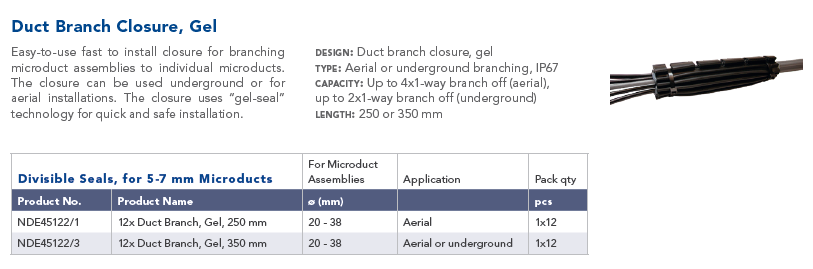 Duct Branch Closure, Gel
Easy-to-use fast to install closure for branching
microduct assemblies to individual microducts.
The closure can be used underground or for
aerial installations. The closure uses “gel-seal”
technology for quick and safe installation.
DESIGN: Duct branch closure, gel
TYPE: Aerial or underground branching, IP67
CAPACITY: Up to 4x1-way branch off (aerial),
up to 2x1-way branch off (underground)
LENGTH: 250 or 350 mm
Divisible Seals, for 5-7 mm Microducts For Microduct Assemblies Application Pack qty
Product No. Product Name ø (mm) pcs
NDE45122/1 12x Duct Branch, Gel, 250 mm 20 - 38 Aerial 1x12
NDE45122/3 12x Duct Branch, Gel, 350 mm 20 - 38 Aerial or underground 1x12